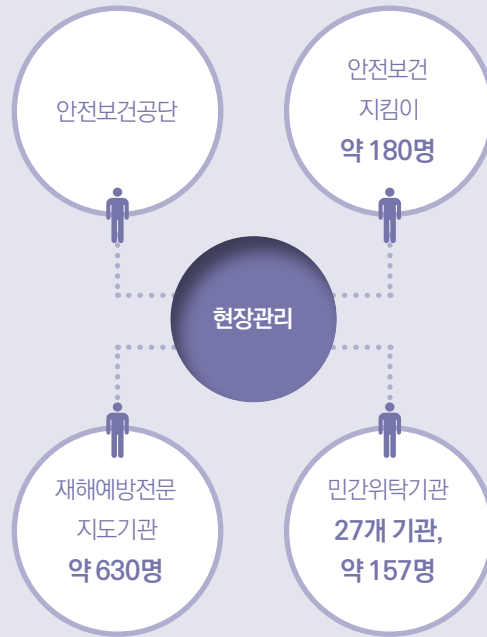 안전보건공단
안전보건
지킴이
약 180명
현장관리
재해예방전문
지도기관
약 630명
민간위탁기관
27개 기관,
약 157명